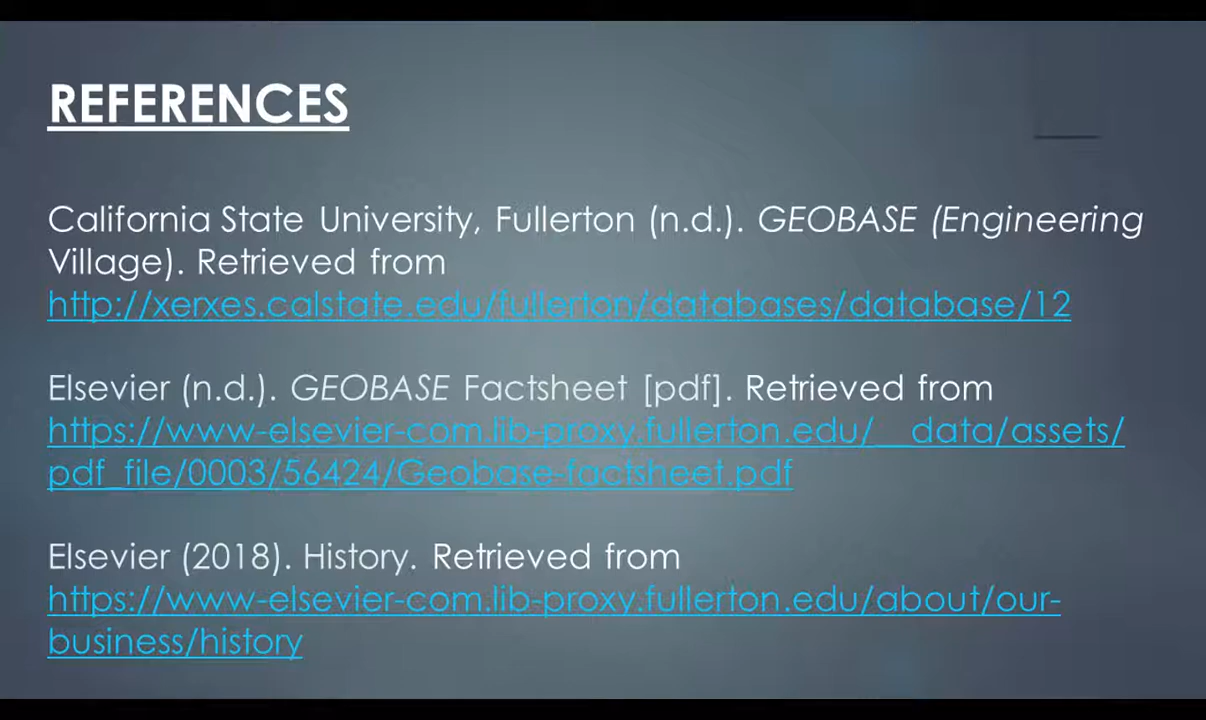 REFERENCES
California State University, Fullerton (n.d.). GEOBASE (Engineering
Village). Retrieved from
http://xerxes.calstate.edu/fullerton/databases/database/12
Elsevier (n.d.). GEOBASE Factsheet [pdf]. Retrieved from
https://www-elsevier-com.lib-proxy.fullerton.edu/__data/assets/
pdf_file/0003/56424/Geobase-factsheet.pdf
Elsevier (2018). History. Retrieved from
https://www-elsevier-com.lib-proxy.fullerton.edu/about/our-
business/history